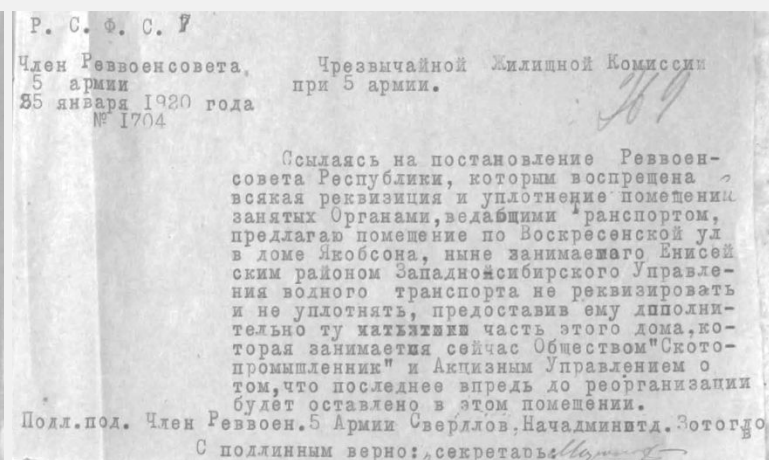 Р. С. Ф. С. Р
Член Реввоенсовета, Чрезвычайной Жилищной Комиссии
5 армии при 5 армии.
25 января 1920 года
№ 1704
269
Ссылаясь на постановление Реввоен-
совета Республики, которым воспрещена
всякая реквизиция и уплотнение помещений
занятых Органами,ведающими транспортом,
предлагаю помещение по Воскресенской ул
в доме Якобсона, ныне занимаемаго Енисей
ским районом Западносибирского Управле-
ния водного транспорта не реквизировать
и не уплотнять, предоставив ему дпполни-
тельно ту часть этого дома,ко-
торая занимается сейчас Обществом"Ското-
промышленник" и Акцизным Управлением о
том,что последнее впредь до реорганизации
будет оставлено в этом помещении.
Подл.под. Член Реввоен.5 Армии Свердлов.Начадминотд.
С подлинным верно: секретарь